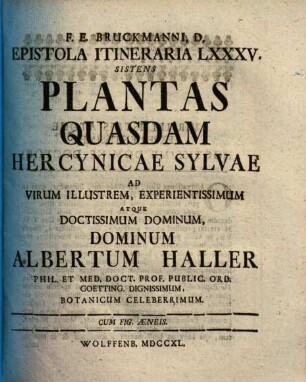 F. E. BRUCKMANNI, D.
EPISTOLA ITINERARIA LXXXV.
SISTENS
PLANTAS
QUASDAM
HERCYNICAE SYLVAE
AD
VIRUM ILLUSTREM, EXPERIENTISSIMUM
ATQUE
DOCTISSIMUM DOMINUM,
DOMINUM
ALBERTUM HALLER
PHIL. ET MED. DOCT. PROF. PUBLIC. ORD.
GOETTING. DIGNISSIMUM,
BOTANICUM CELEBERRIMUM.
CUM FIG. ÆNEIS.
WOLFFENB. MDCCXL.